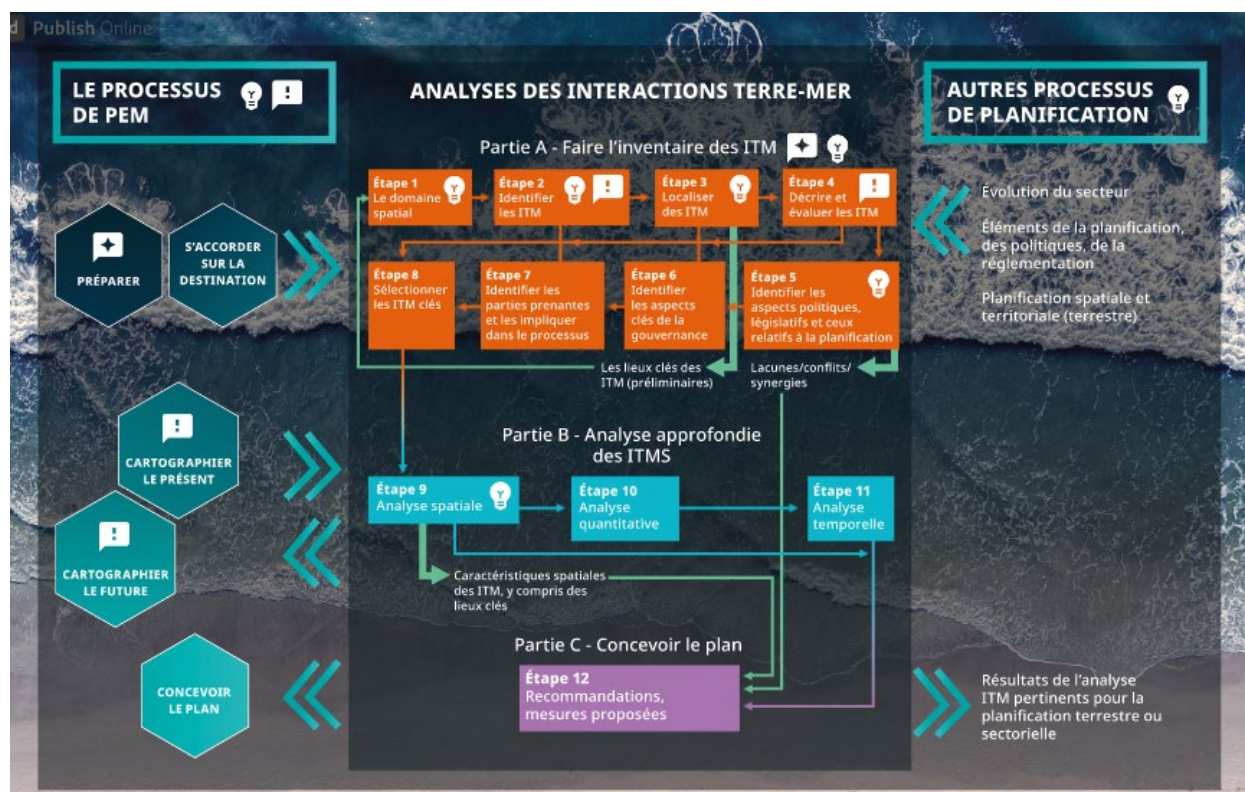 d Publish Online
LE PROCESSUS
DE PEM
ANALYSES DES INTERACTIONS TERRE-MER
AUTRES PROCESSUS
DE PLANIFICATION
Partie A - Faire l'inventaire des ITM
Étape 1
Le domaine
spatial
Étape 2
Identifier
les ITM
Étape 3
Localiser
des ITM
Étape 4
Décrire et
évaluer les ITM
Étape 8
Sélectionner
les ITM clés
Étape 7
Identifier les
parties prenantes
et les impliquer
dans le processus
Étape 6
Identifier
les aspects
clés de la
gouvernance
Étape 5
Identifier les
aspects politiques,
législatifs et ceux
relatifs à la planification
Les lieux clés des
ITM (préliminaires)
Lacunes/conflits/
synergies
PRÉPARER
S'ACCORDER
SUR LA
DESTINATION
Évolution du secteur
Éléments de la planification,
des politiques, de la
réglementation
Planification spatiale et
territoriale (terrestre)
Partie B - Analyse approfondie
des ITMS
CARTOGRAPHIER
LE PRÉSENT
Étape 9
Analyse spatiale
Étape 10
Analyse
quantitative
Étape 11
Analyse
temporelle
CARTOGRAPHIER
LE FUTURE
Caractéristiques spatiales
des ITM, y compris des
lieux clés
Partie C - Concevoir le plan
CONCEVOIR
LE PLAN
Étape 12
Recommandations,
mesures proposées
Résultats de l'analyse
ITM pertinents pour la
planification terrestre ou
sectorielle